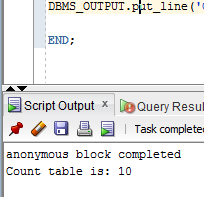 DBMS_OUTPUT.put_line('
END;
Script Output x Query Resul
Task complete
anonymous block completed
Count table is: 10